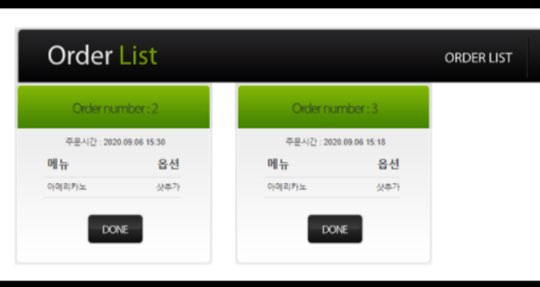 Order List
ORDER LIST
Order number : 2
주문시간 : 2020.09.06 15:30
메뉴 옵션
아메리카노 샷추가
DONE
Order number : 3
주문시간 : 2020.09.06 15:18
메뉴 옵션
아메리카노 샷추가
DONE